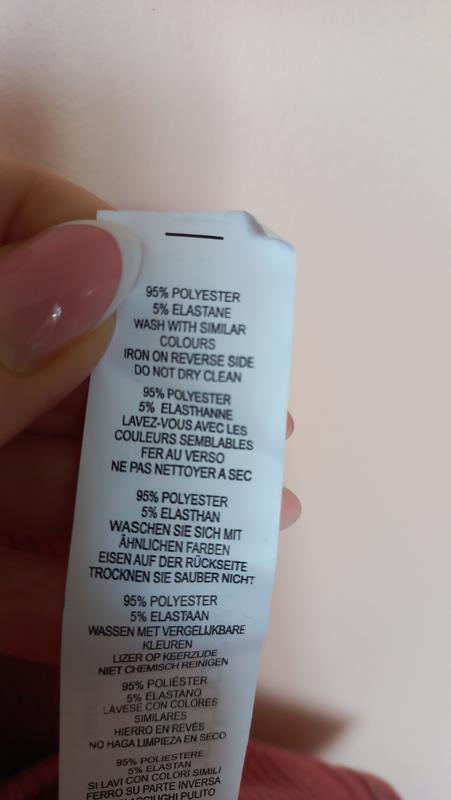 95% POLYESTER
5% ELASTANE
WASH WITH SIMILAR
COLOURS
IRON ON REVERSE SIDE
DO NOT DRY CLEAN
95% POLYESTER
5% ELASTHANNE
LAVEZ-VOUS AVEC LES
COULEURS SEMBLABLES
FER AU VERSO
NE PAS NETTOYER A SEC
95% POLYESTER
5% ELASTHAN
WASCHEN SIE SICH MIT
ÄHNLICHEN FARBEN
EISEN AUF DER RÜCKSEITE
TROCKNEN SIE SAUBER NICHT
95% POLYESTER
5% ELASTAAN
WASSEN MET VERGELIJKBARE
KLEUREN
LIZER OP KEERZIJDE
NIET CHEMISCH REINIGEN
95% POLIÉSTER
5% ELASTANO
LÁVESE CON COLORES
SIMILARES
HIERRO EN REVÉS
NO HAGA LIMPIEZA EN SECO
95% POLIESTERE
5% ELASTAN
SI LAVI CON COLORI SIMILI
FERRO SU PARTE INVERSA
PULITO